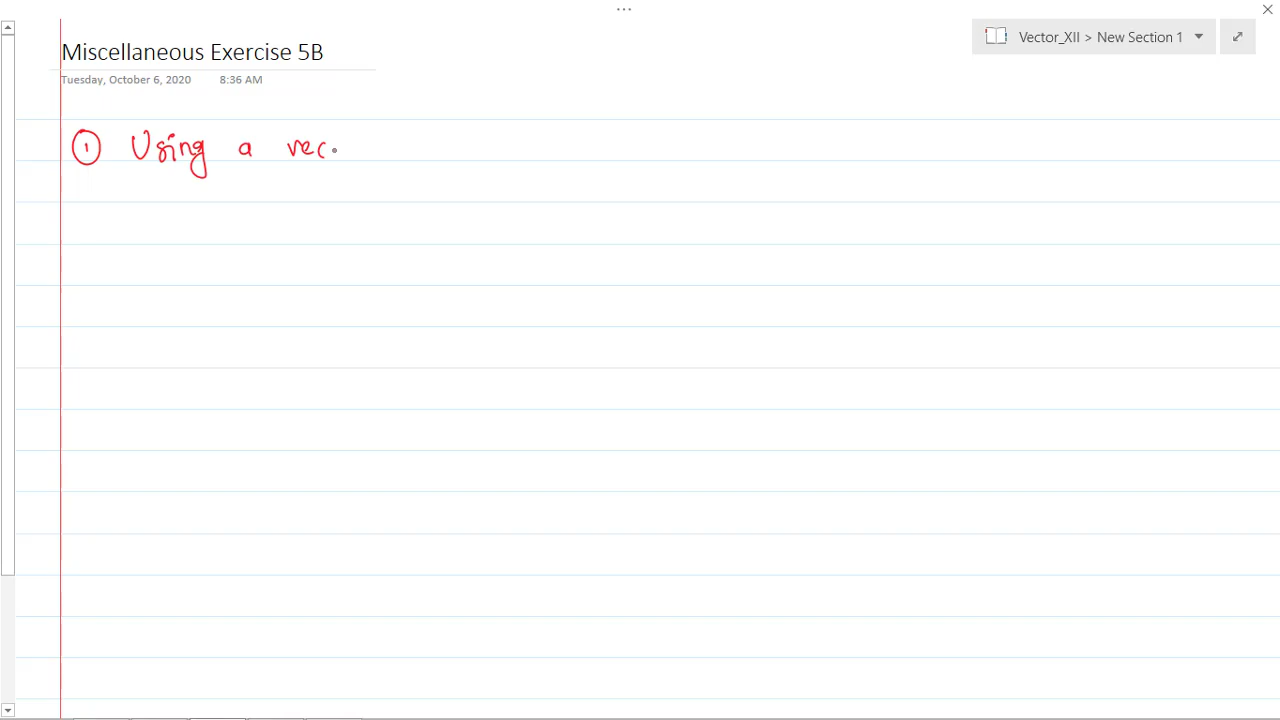 ...
Vector_XII > New Section 1
Miscellaneous Exercise 5B
Tuesday, October 6, 2020 8:36 AM
① Using a vec